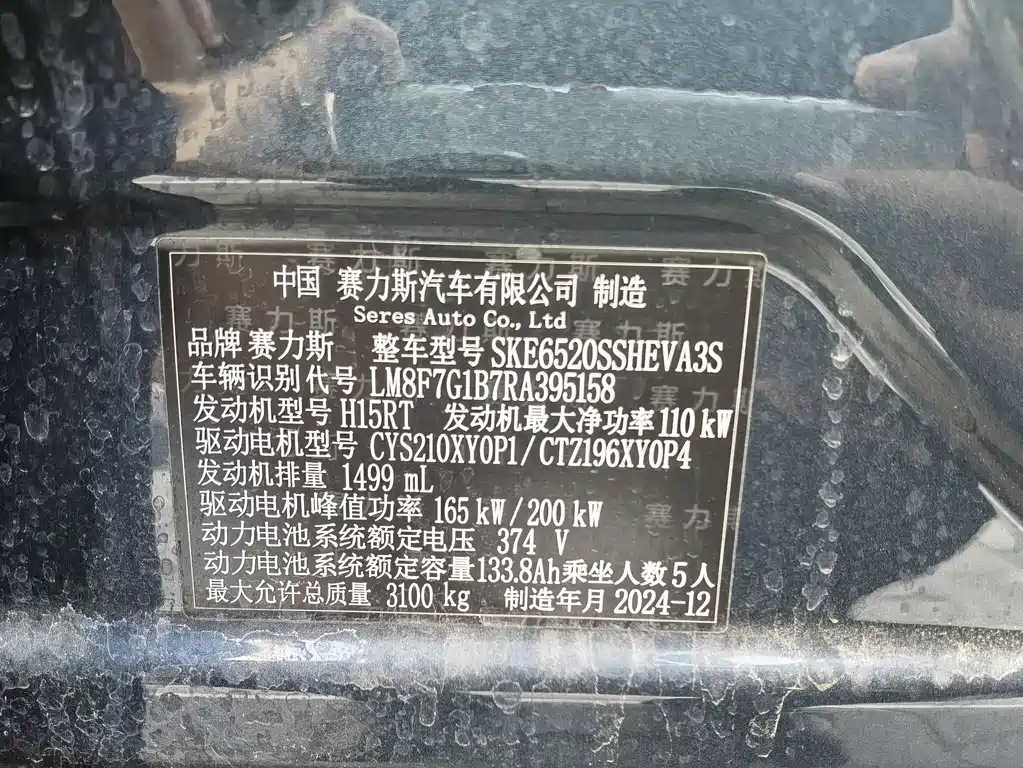 中国 赛力斯汽车有限公司 制造
Seres Auto Co., Ltd
品牌 赛力斯 整车型号 SKE6520SSHEVA3S
车辆识别代号 LM8F7G1B7RA395158
发动机型号 H15RT 发动机最大净功率 110 kW
驱动电机型号 CYS210XY0P1/CTZ196XY0P4
发动机排量 1499 mL
驱动电机峰值功率 165 kW/200 kW
动力电池系统额定电压 374 V
动力电池系统额定容量133.8Ah乘坐人数5人
最大允许总质量 3100 kg 制造年月 2024-12